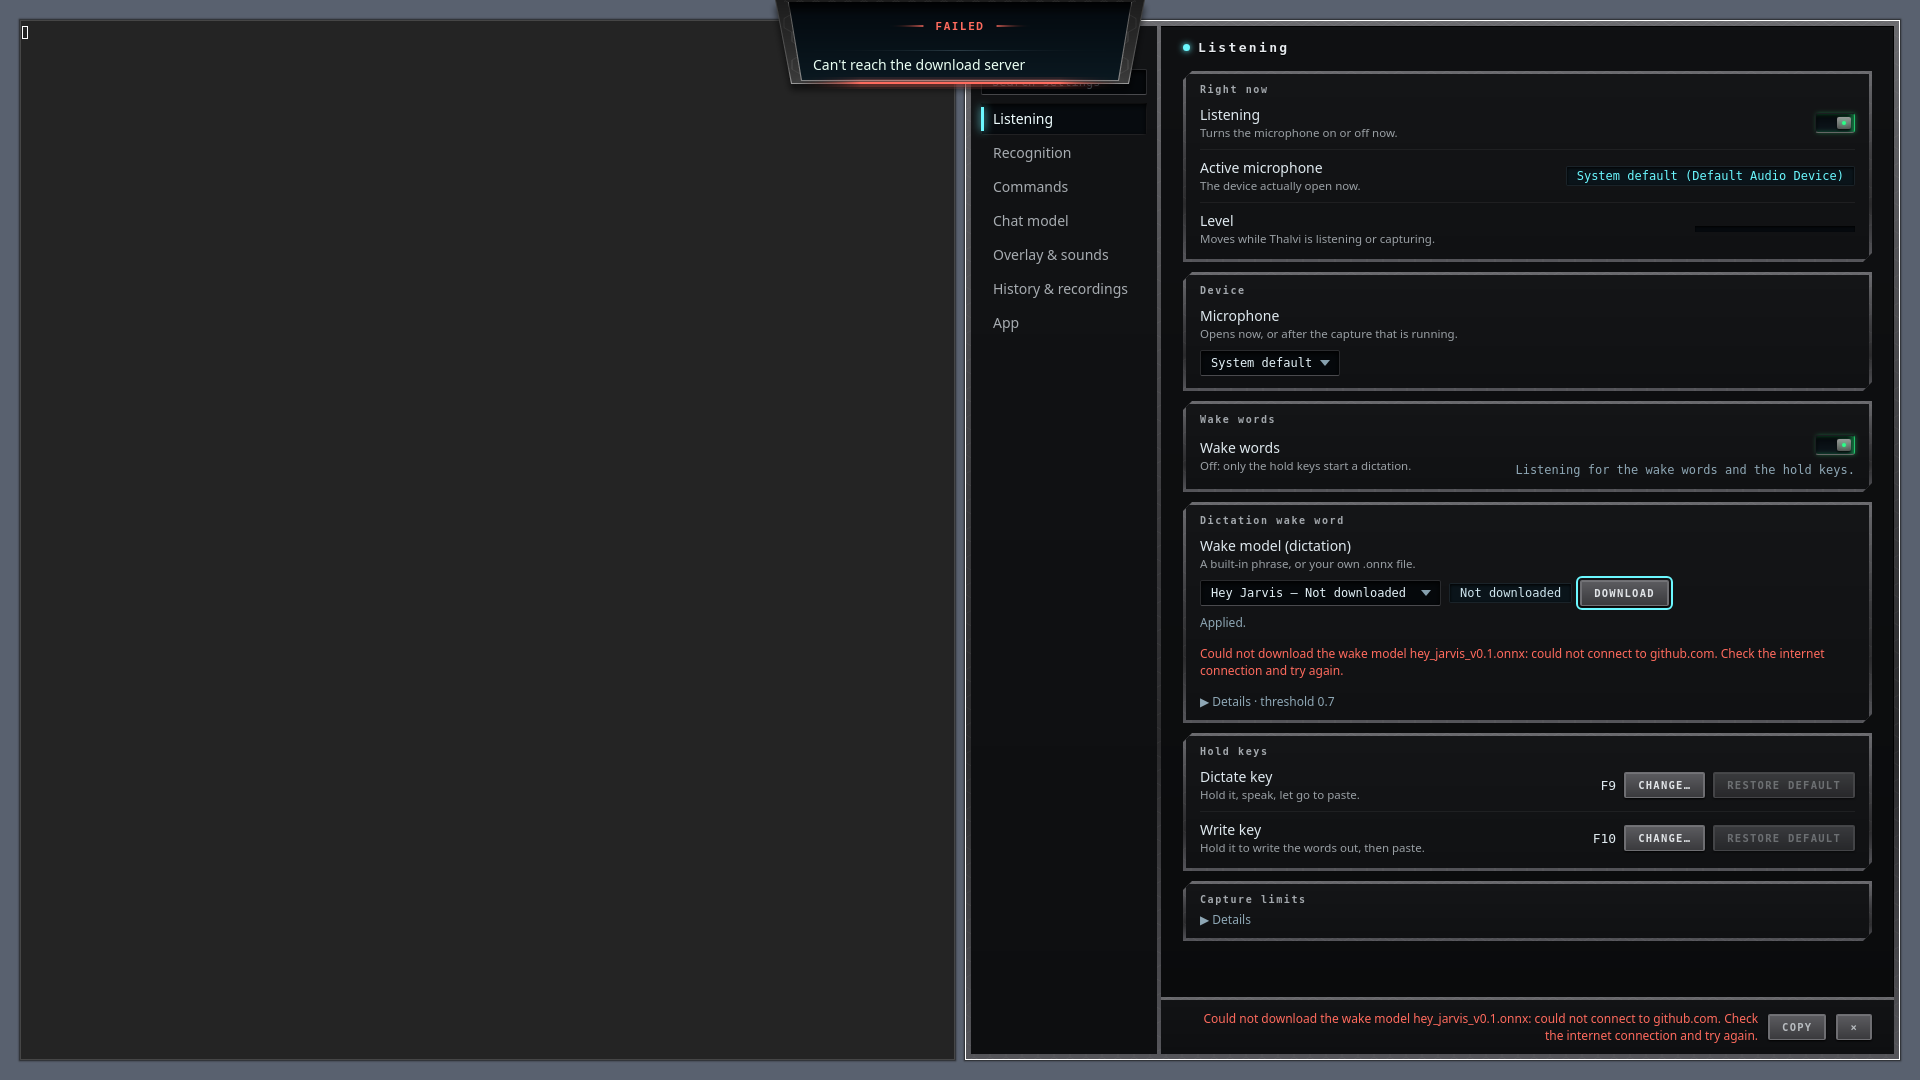 FAILED
Can't reach the download server
Listening
Recognition
Commands
Chat model
Overlay & sounds
History & recordings
App
Listening
Right now
Listening
Turns the microphone on or off now.
Active microphone
The device actually open now.
System default (Default Audio Device)
Level
Moves while Thalvi is listening or capturing.
Device
Microphone
Opens now, or after the capture that is running.
System default
Wake words
Wake words
Off: only the hold keys start a dictation.
Listening for the wake words and the hold keys.
Dictation wake word
Wake model (dictation)
A built-in phrase, or your own .onnx file.
Hey Jarvis — Not downloaded
Not downloaded
DOWNLOAD
Applied.
Could not download the wake model hey_jarvis_v0.1.onnx: could not connect to github.com. Check the internet
connection and try again.
▶ Details · threshold 0.7
Hold keys
Dictate key
Hold it, speak, let go to paste.
F9
CHANGE…
RESTORE DEFAULT
Write key
Hold it to write the words out, then paste.
F10
CHANGE…
RESTORE DEFAULT
Capture limits
▶ Details
Could not download the wake model hey_jarvis_v0.1.onnx: could not connect to github.com. Check
the internet connection and try again.
COPY
×